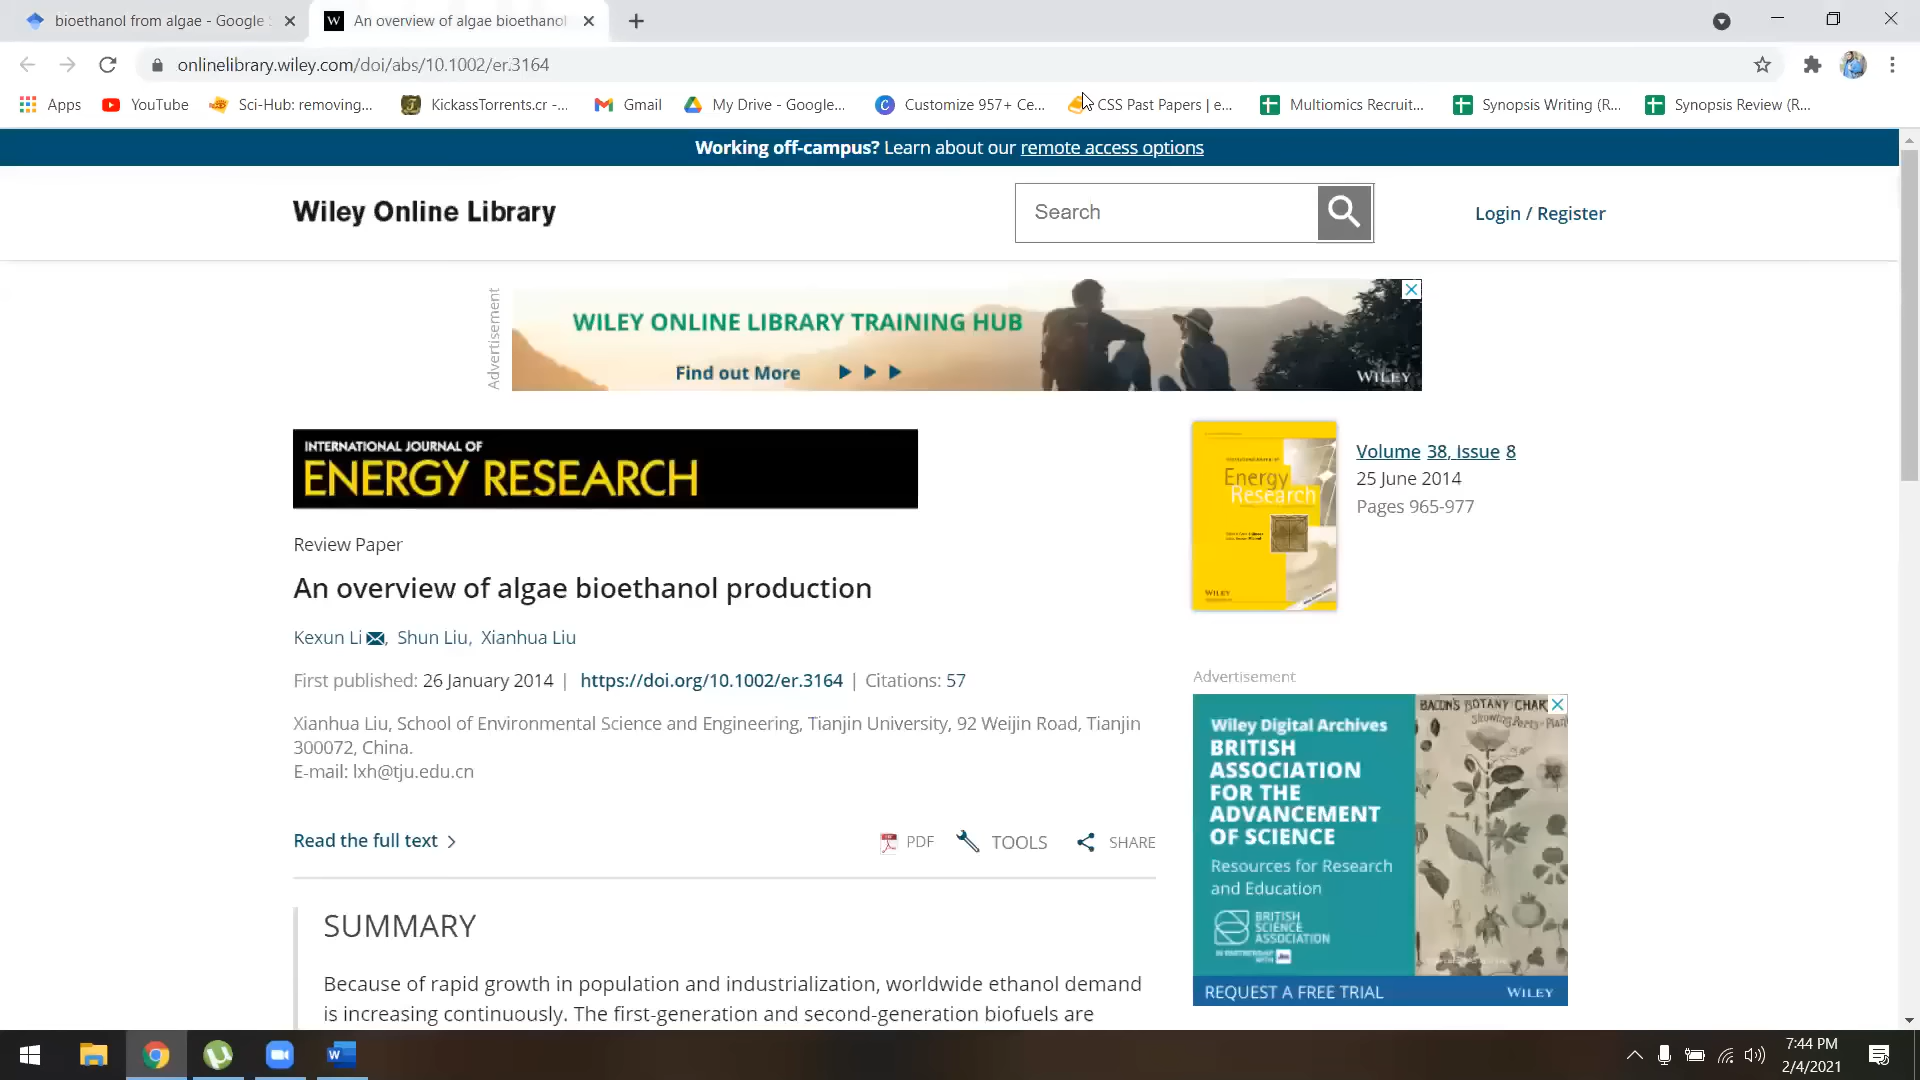 bioethanol from algae - Google S
An overview of algae bioethanol
onlinelibrary.wiley.com/doi/abs/10.1002/er.3164
Apps
YouTube
Sci-Hub: removing...
KickassTorrents.cr -...
Gmail
My Drive - Google...
Customize 957+ Ce...
CSS Past Papers | e...
Multiomics Recruit...
Synopsis Writing (R...
Synopsis Review (R...
Working off-campus? Learn about our remote access options
Wiley Online Library
Search
Login / Register
Advertisement
WILEY ONLINE LIBRARY TRAINING HUB
Find out More
WILEY
INTERNATIONAL JOURNAL OF
ENERGY RESEARCH
Energy
Research
WILEY
Volume 38, Issue 8
25 June 2014
Pages 965-977
Review Paper
An overview of algae bioethanol production
Kexun Li, Shun Liu, Xianhua Liu
First published: 26 January 2014 | https://doi.org/10.1002/er.3164 | Citations: 57
Xianhua Liu, School of Environmental Science and Engineering, Tianjin University, 92 Weijin Road, Tianjin
300072, China.
E-mail: lxh@tju.edu.cn
Read the full text
PDF
TOOLS
SHARE
SUMMARY
Because of rapid growth in population and industrialization, worldwide ethanol demand
is increasing continuously. The first-generation and second-generation biofuels are
Advertisement
Wiley Digital Archives
BRITISH
ASSOCIATION
FOR THE
ADVANCEMENT
OF SCIENCE
Resources for Research
and Education
BRITISH
SCIENCE
ASSOCIATION
IN PARTNERSHIP WITH
BACON'S BOTANY CHAR
REQUEST A FREE TRIAL
WILEY
7:44 PM
2/4/2021